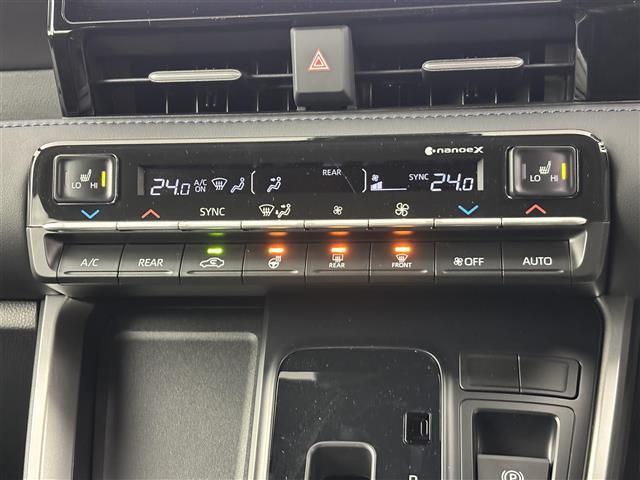 nanoeX
LO HI
24.0 A/C ON
REAR
SYNC 24.0
LO HI
SYNC
A/C
REAR
REAR
FRONT
OFF
AUTO
P